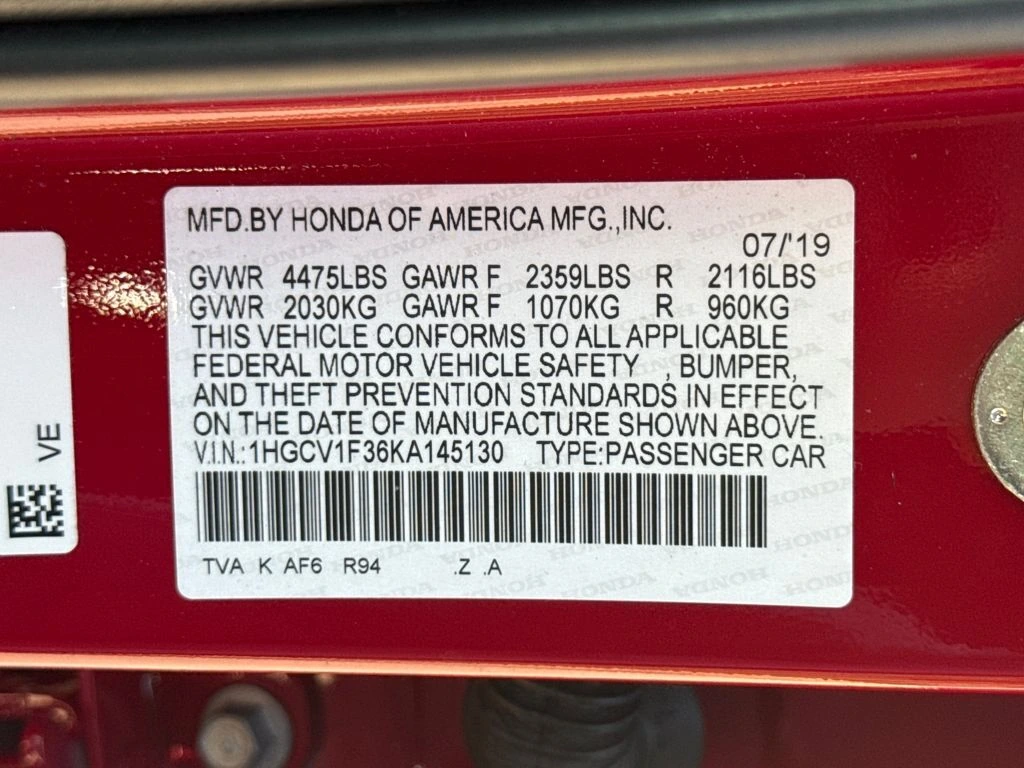 MFD.BY HONDA OF AMERICA MFG.,INC.
07/'19
GVWR 4475LBS GAWR F 2359LBS R 2116LBS
GVWR 2030KG GAWR F 1070KG R 960KG
THIS VEHICLE CONFORMS TO ALL APPLICABLE
FEDERAL MOTOR VEHICLE SAFETY , BUMPER,
AND THEFT PREVENTION STANDARDS IN EFFECT
ON THE DATE OF MANUFACTURE SHOWN ABOVE.
V.I.N.:1HGCV1F36KA145130 TYPE:PASSENGER CAR
TVA K AF6 R94 .Z .A
VE